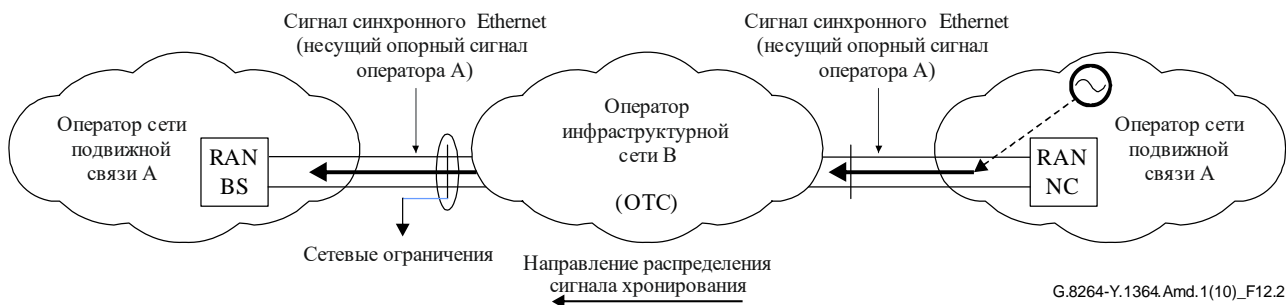 Сигнал синхронного Ethernet
(несущий опорный сигнал
оператора А)
Сигнал синхронного Ethernet
(несущий опорный сигнал
оператора А)
Оператор сети
подвижной
связи А
RAN
BS
Оператор
инфраструктурной
сети В
(OTC)
RAN
NC
Оператор сети
подвижной
связи А
Сетевые ограничения
Направление распределения
сигнала хронирования
G.8264-Y.1364.Amd.1(10)_F12.2